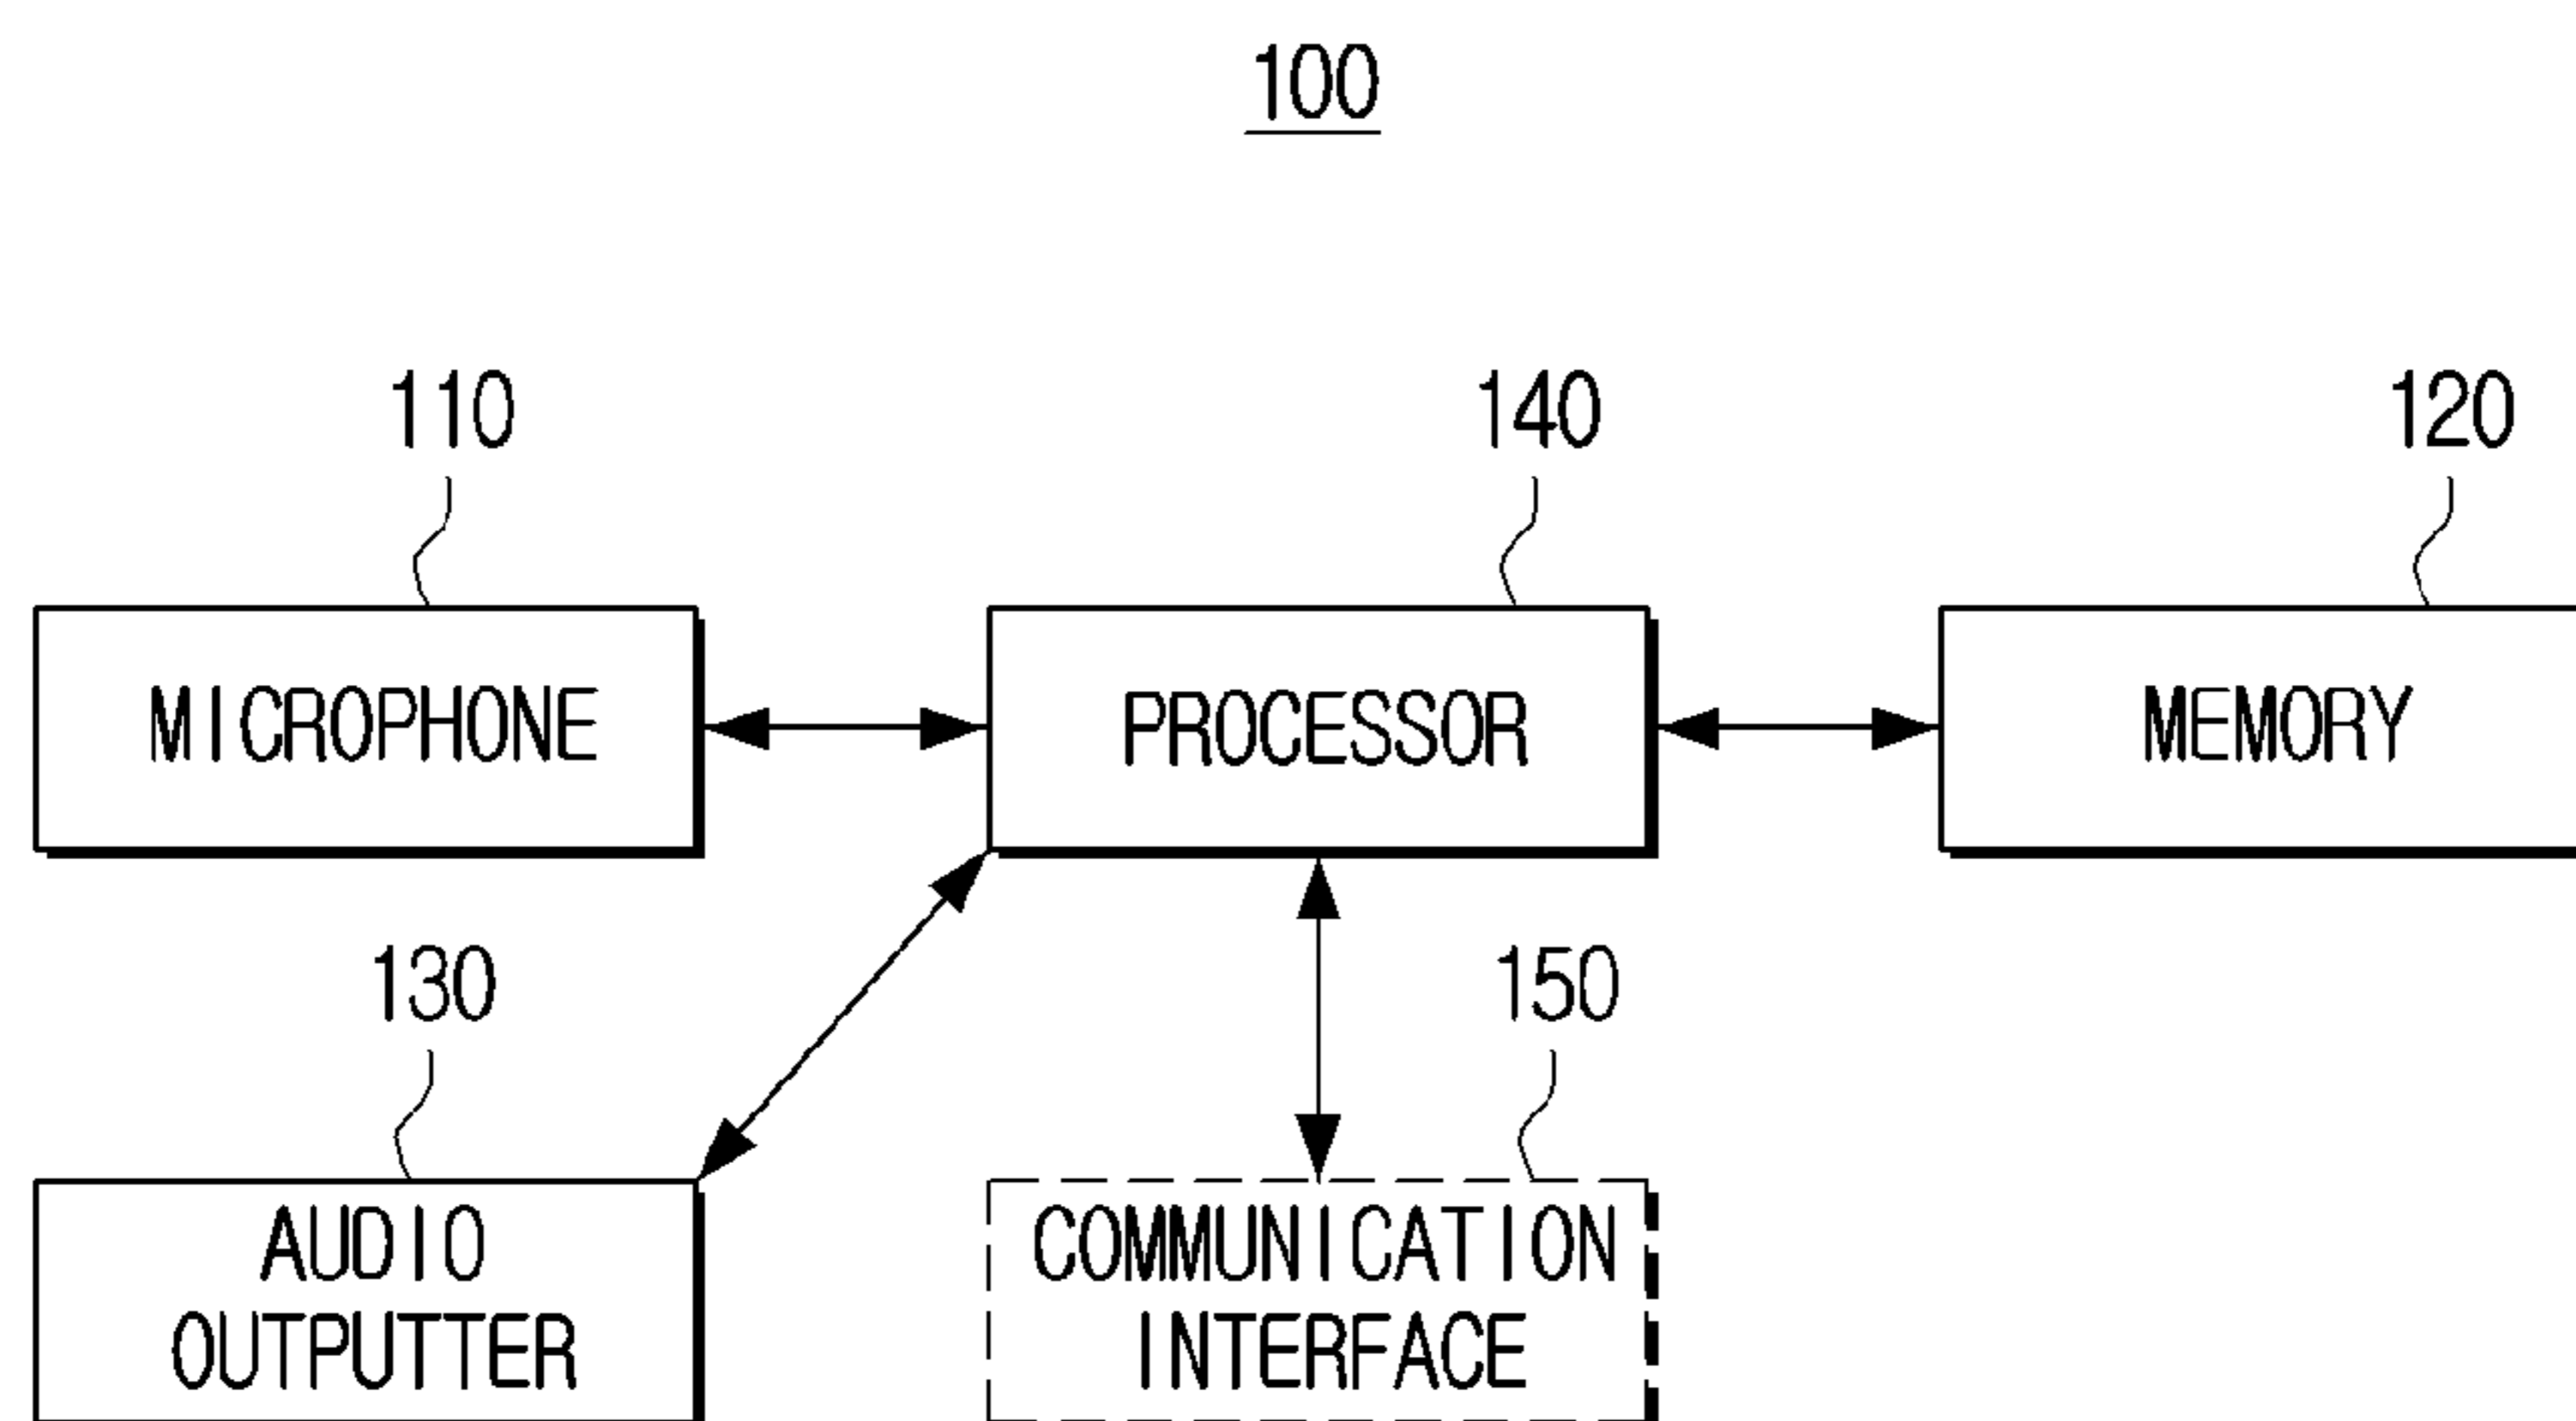 100
110
140
120
MICROPHONE
PROCESSOR
MEMORY
130
150
AUDIO
OUTPUTTER
COMMUNICATION
INTERFACE